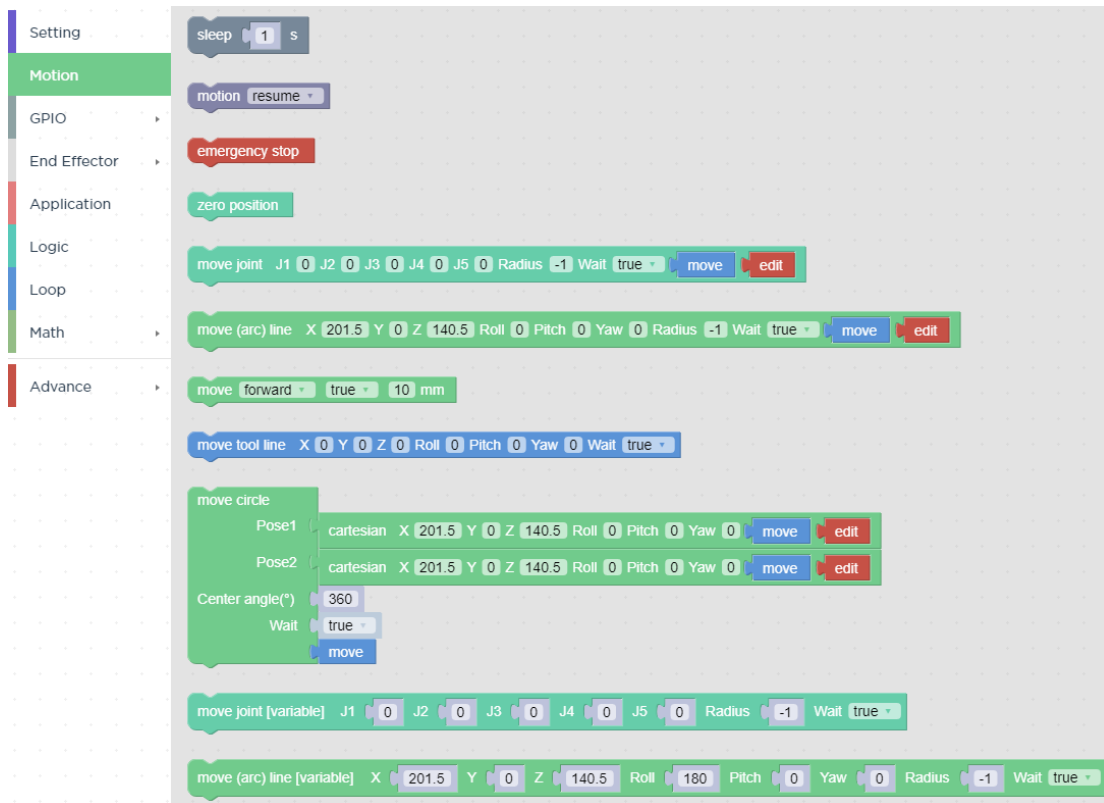 Setting
Motion
GPIO
End Effector
Application
Logic
Loop
Math
Advance
sleep 1 s
motion resume
emergency stop
zero position
move joint J1 0 J2 0 J3 0 J4 0 J5 0 Radius -1 Wait true move edit
move (arc) line X 201.5 Y 0 Z 140.5 Roll 0 Pitch 0 Yaw 0 Radius -1 Wait true move edit
move forward true 10 mm
move tool line X 0 Y 0 Z 0 Roll 0 Pitch 0 Yaw 0 Wait true
move circle
Pose1 cartesian X 201.5 Y 0 Z 140.5 Roll 0 Pitch 0 Yaw 0 move edit
Pose2 cartesian X 201.5 Y 0 Z 140.5 Roll 0 Pitch 0 Yaw 0 move edit
Center angle(°) 360
Wait true
move
move joint [variable] J1 0 J2 0 J3 0 J4 0 J5 0 Radius -1 Wait true
move (arc) line [variable] X 201.5 Y 0 Z 140.5 Roll 180 Pitch 0 Yaw 0 Radius -1 Wait true